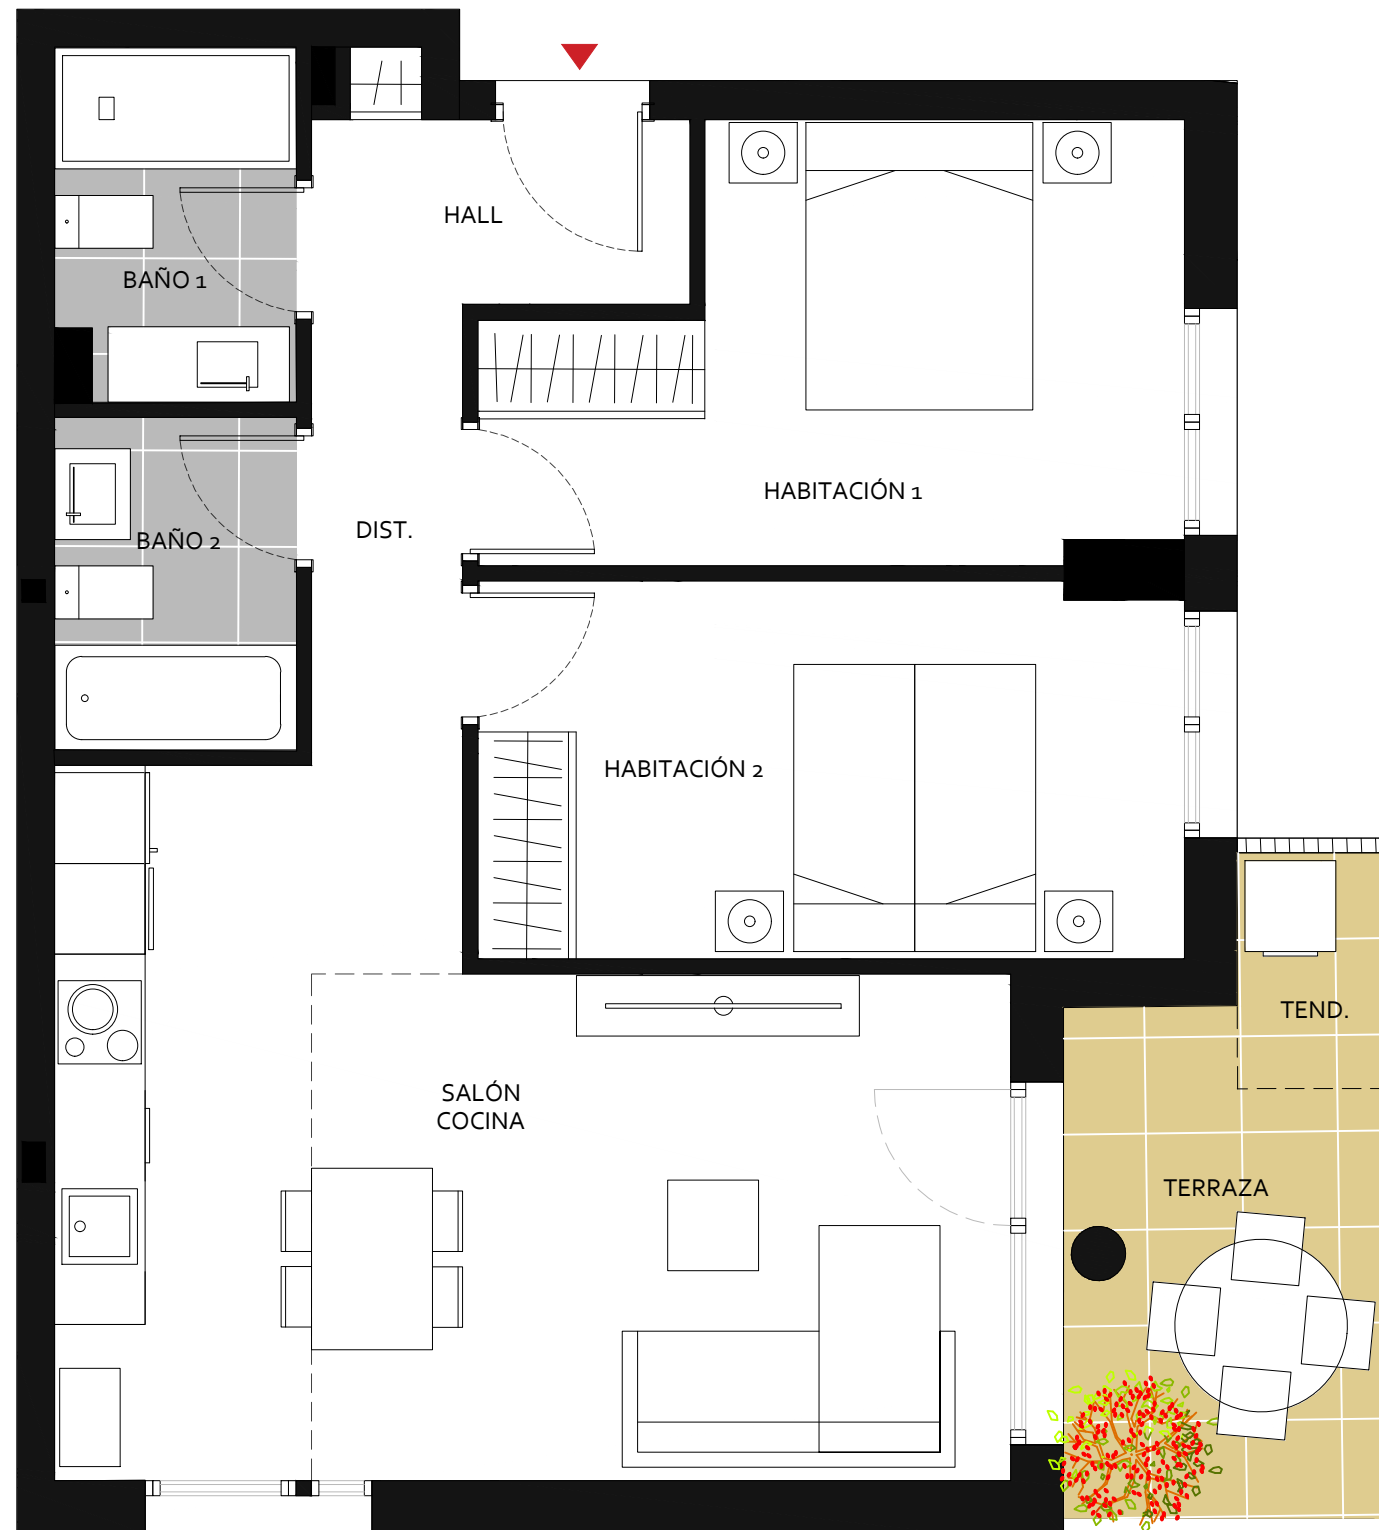 HALL
BAÑO 1
HABITACIÓN 1
DIST.
BAÑO 2
HABITACIÓN 2
TEND.
SALÓN
COCINA
TERRAZA